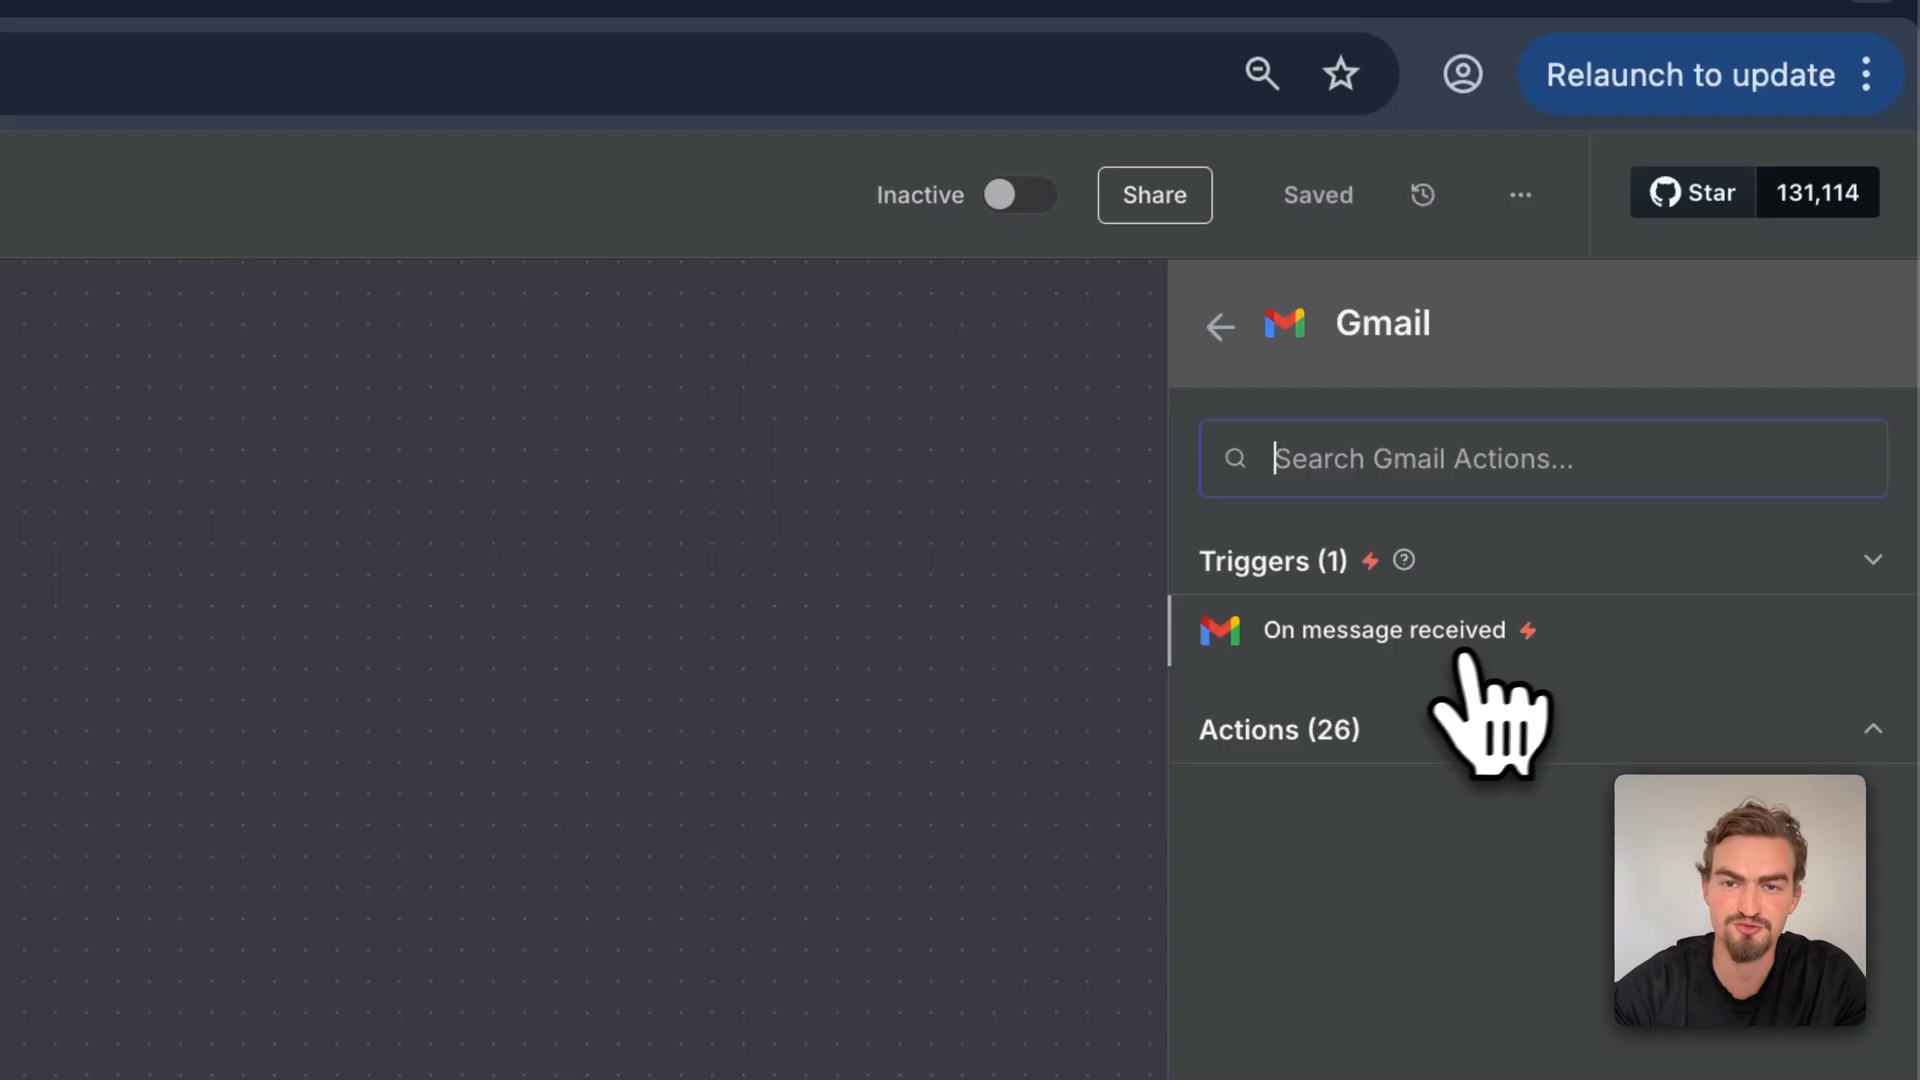 Relaunch to update
Inactive
Share
Saved
Star
131,114
Gmail
Search Gmail Actions...
Triggers (1)
On message received
Actions (26)